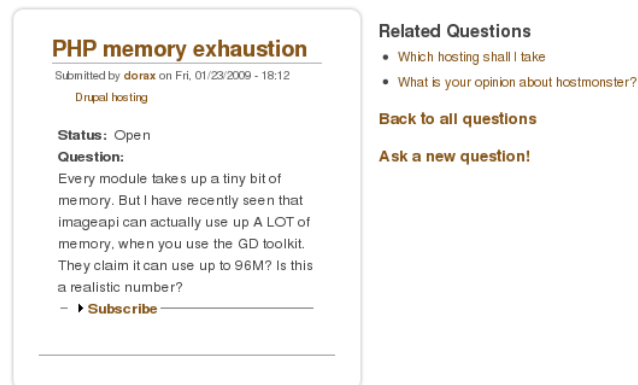 PHP memory exhaustion
Submitted by dorax on Fri, 01/23/2009 - 18:12
Drupal hosting
Status: Open
Question:
Every module takes up a tiny bit of
memory. But I have recently seen that
imageapi can actually use up A LOT of
memory, when you use the GD toolkit.
They claim it can use up to 96M? Is this
a realistic number?
Subscribe
Related Questions
Which hosting shall I take
What is your opinion about hostmonster?
Back to all questions
Ask a new question!